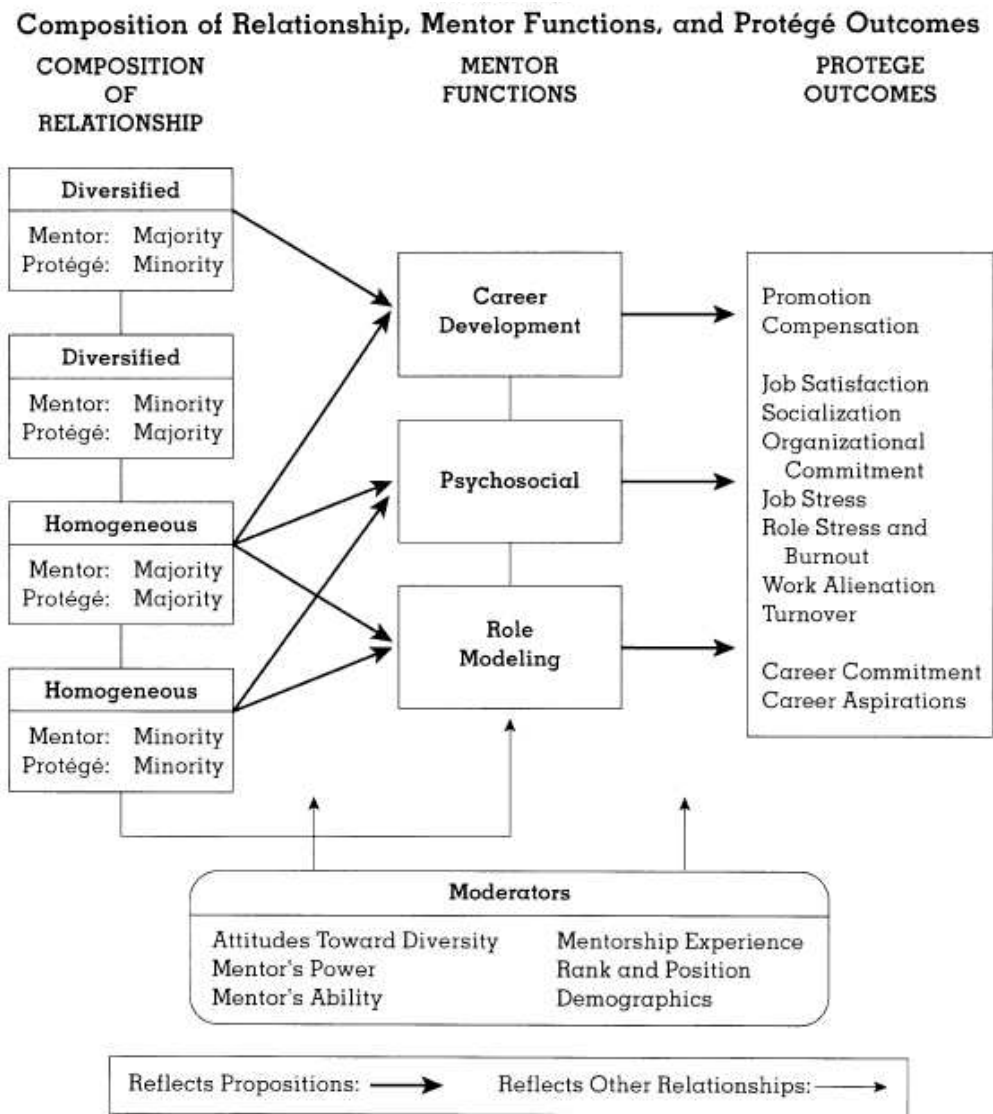 Composition of Relationship, Mentor Functions, and Protégé Outcomes
COMPOSITION
OF
RELATIONSHIP
MENTOR
FUNCTIONS
PROTEGE
OUTCOMES
Diversified
Mentor: Majority
Protégé: Minority
Diversified
Mentor: Minority
Protégé: Majority
Homogeneous
Mentor: Majority
Protégé: Majority
Homogeneous
Mentor: Minority
Protégé: Minority
Career
Development
Psychosocial
Role
Modeling
Promotion
Compensation
Job Satisfaction
Socialization
Organizational
Commitment
Job Stress
Role Stress and
Burnout
Work Alienation
Turnover
Career Commitment
Career Aspirations
Moderators
Attitudes Toward Diversity
Mentor's Power
Mentor's Ability
Mentorship Experience
Rank and Position
Demographics
Reflects Propositions:
Reflects Other Relationships: